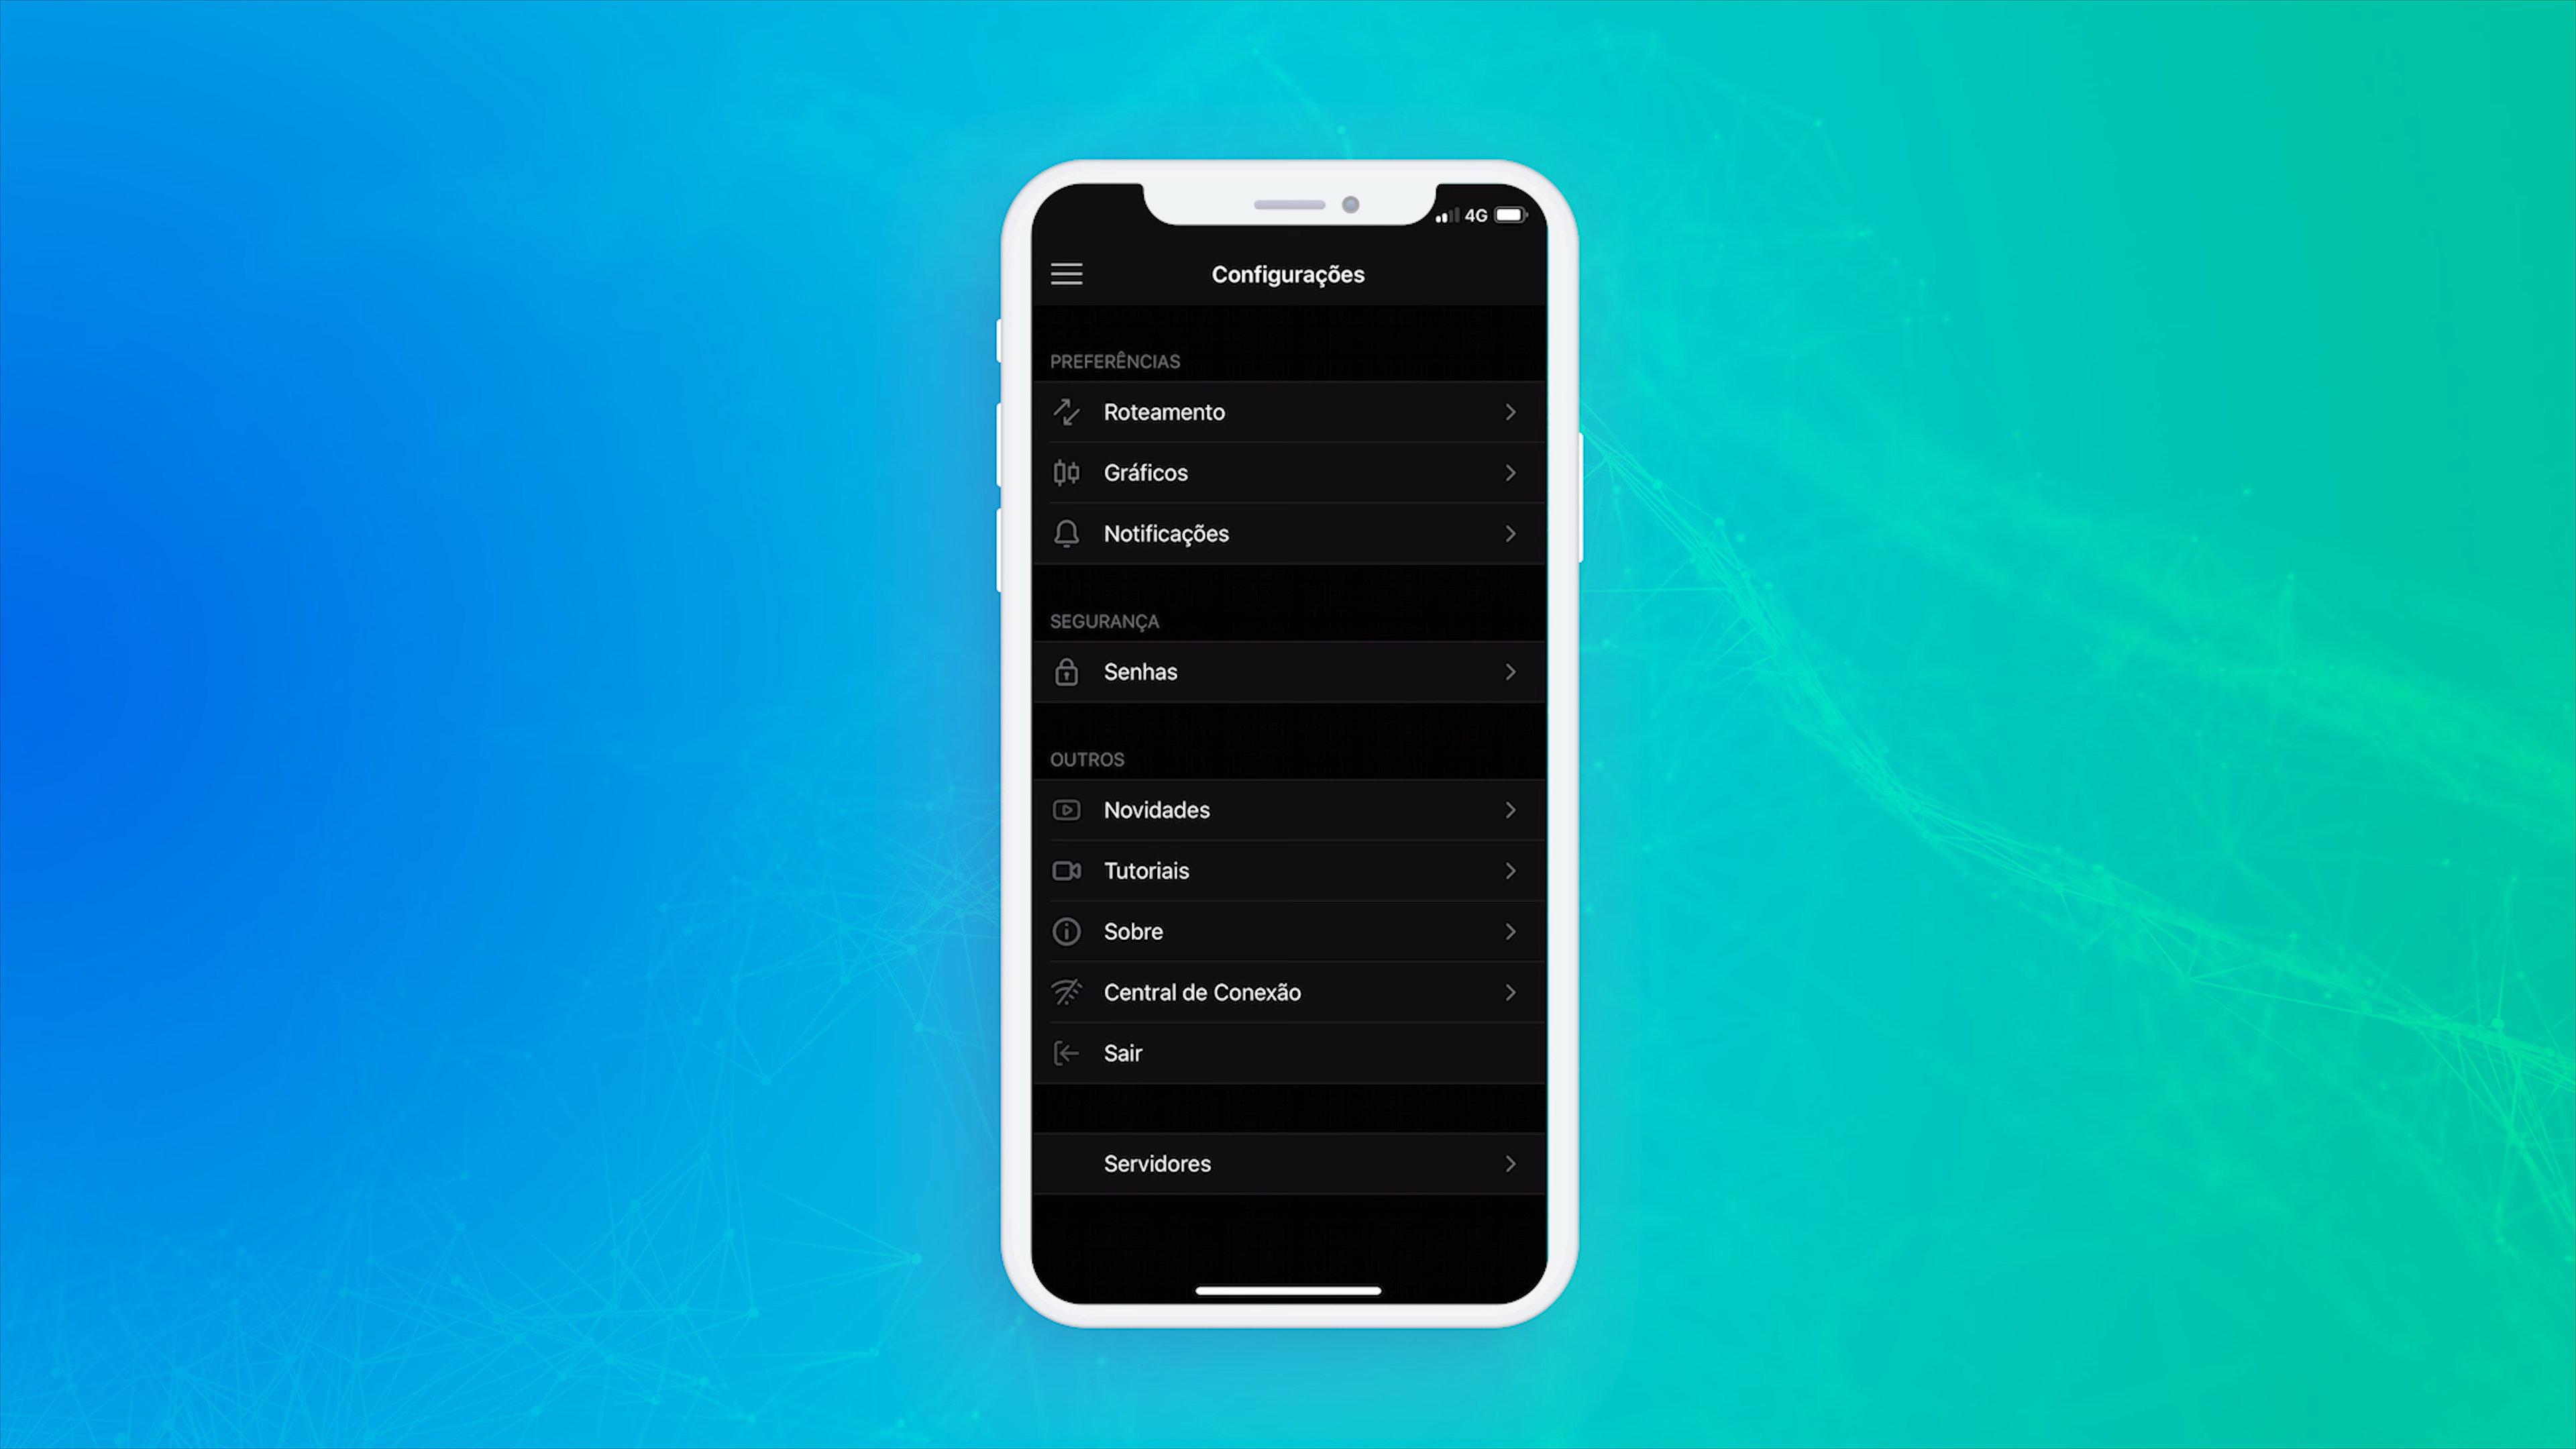 4G
Configurações
PREFERÊNCIAS
Roteamento
Gráficos
Notificações
SEGURANÇA
Senhas
OUTROS
Novidades
Tutoriais
Sobre
Central de Conexão
Sair
Servidores